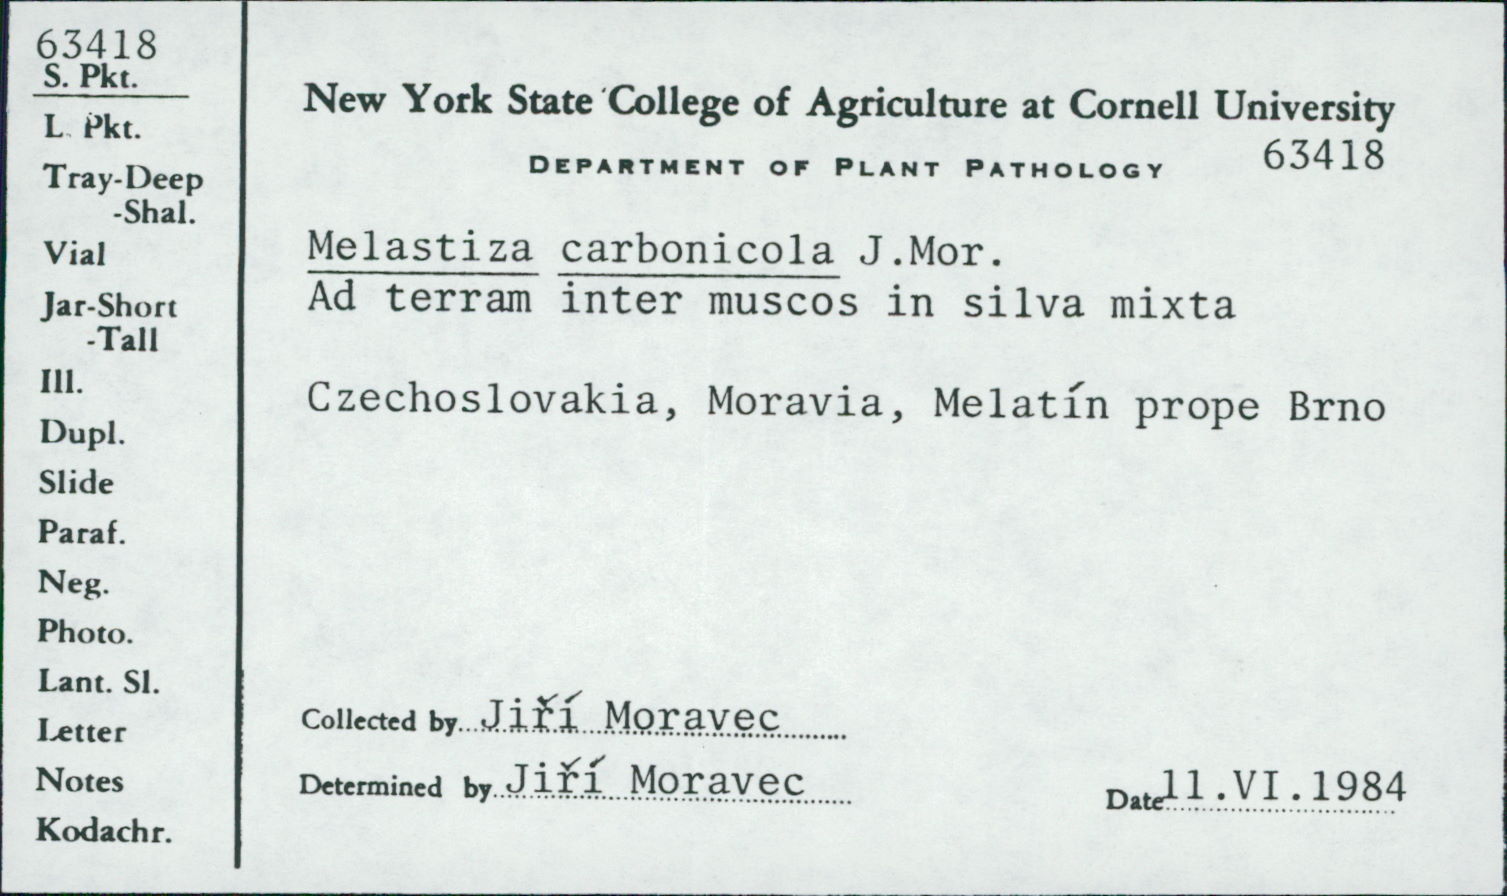 63418
S. Pkt.
L. Pkt.
Tray-Deep
-Shal.
Vial
Jar-Short
-Tall
Ill.
Dupl.
Slide
Paraf.
Neg.
Photo.
Lant. Sl.
Letter
Notes
Kodachr.
New York State College of Agriculture at Cornell University
DEPARTMENT OF PLANT PATHOLOGY 63418
Melastiza carbonicola J.Mor.
Ad terram inter muscos in silva mixta
Czechoslovakia, Moravia, Melatín prope Brno
Collected by Jiří Moravec
Determined by Jiří Moravec
Date 11.VI.1984